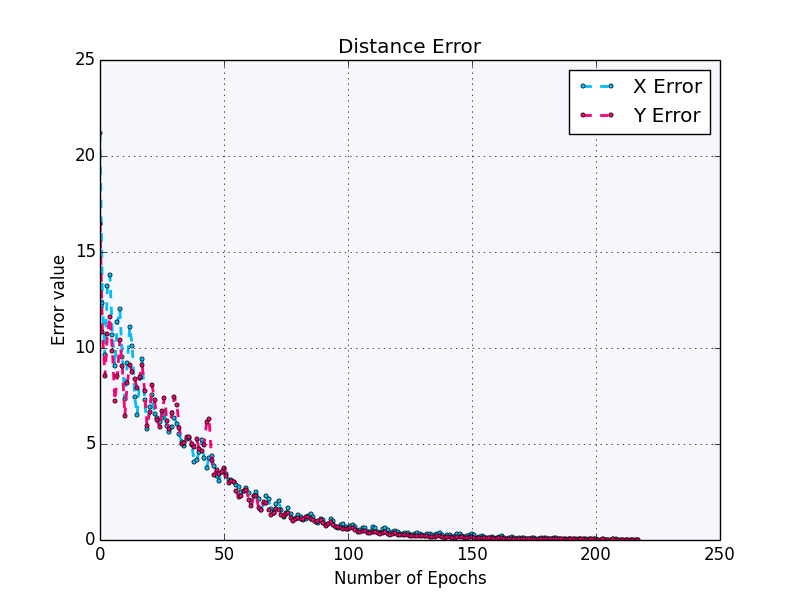 Distance Error
25
20
15
10
5
0
Error value
X Error
Y Error
0 50 100 150 200 250
Number of Epochs